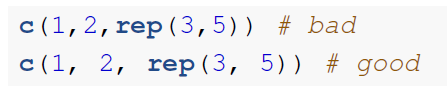 c(1,2,rep(3,5)) # bad
c(1, 2, rep(3, 5)) # good